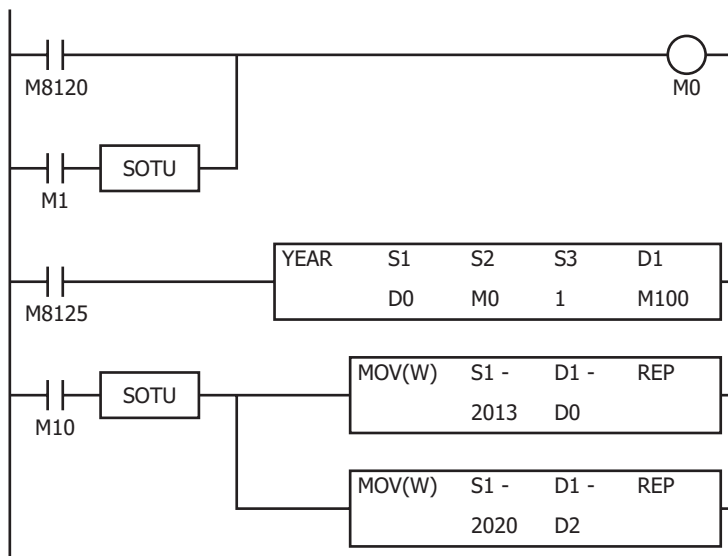 M8120
M0
SOTU
M1
YEAR S1 S2 S3 D1
D0 M0 1 M100
M8125
MOV(W) S1 - D1 - REP
2013 D0
SOTU
M10
MOV(W) S1 - D1 - REP
2020 D2